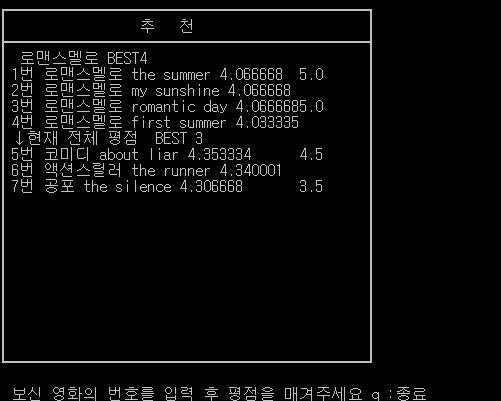 추 천
로맨스멜로 BEST4
1번 로맨스멜로 the summer 4.066668 5.0
2번 로맨스멜로 my sunshine 4.066668
3번 로맨스멜로 romantic day 4.0666685.0
4번 로맨스멜로 first summer 4.033335
↓현재 전체 평점 BEST 3
5번 코미디 about liar 4.353334 4.5
6번 액션스릴러 the runner 4.340001
7번 공포 the silence 4.306668 3.5
보신 영화의 번호를 입력 후 평점을 매겨주세요 q :종료